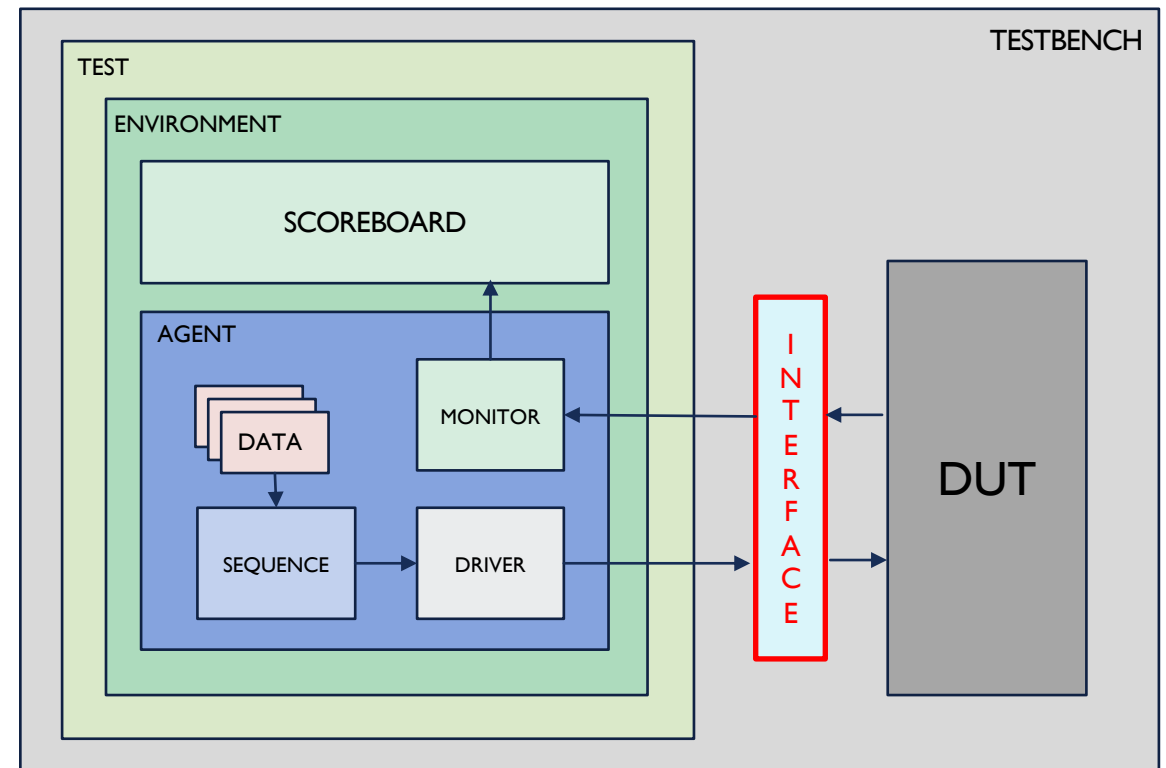 TESTBENCH
TEST
ENVIRONMENT
SCOREBOARD
AGENT
MONITOR
DATA
SEQUENCE
DRIVER
I
N
T
E
R
F
A
C
E
DUT